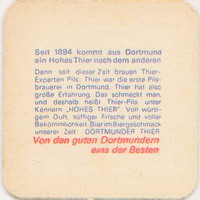 Seit 1894 kommt aus Dortmund
ein Hohes Thier nach dem anderen
Denn seit dieser Zeit brauen Thier-
Experten Pils: Thier war die erste Pils-
brauerei in Dortmund. Thier hat also
große Erfahrung. Das schmeckt man,
und deshalb heißt Thier-Pils unter
Kennern „HOHES THIER". Voll würzi-
gem Duft, süffiger Frische und voller
Bekömmlichkeit. Bier im Biergeschmack
unserer Zeit: DORTMUNDER THIER.
Von den guten Dortmundern
eins der Besten